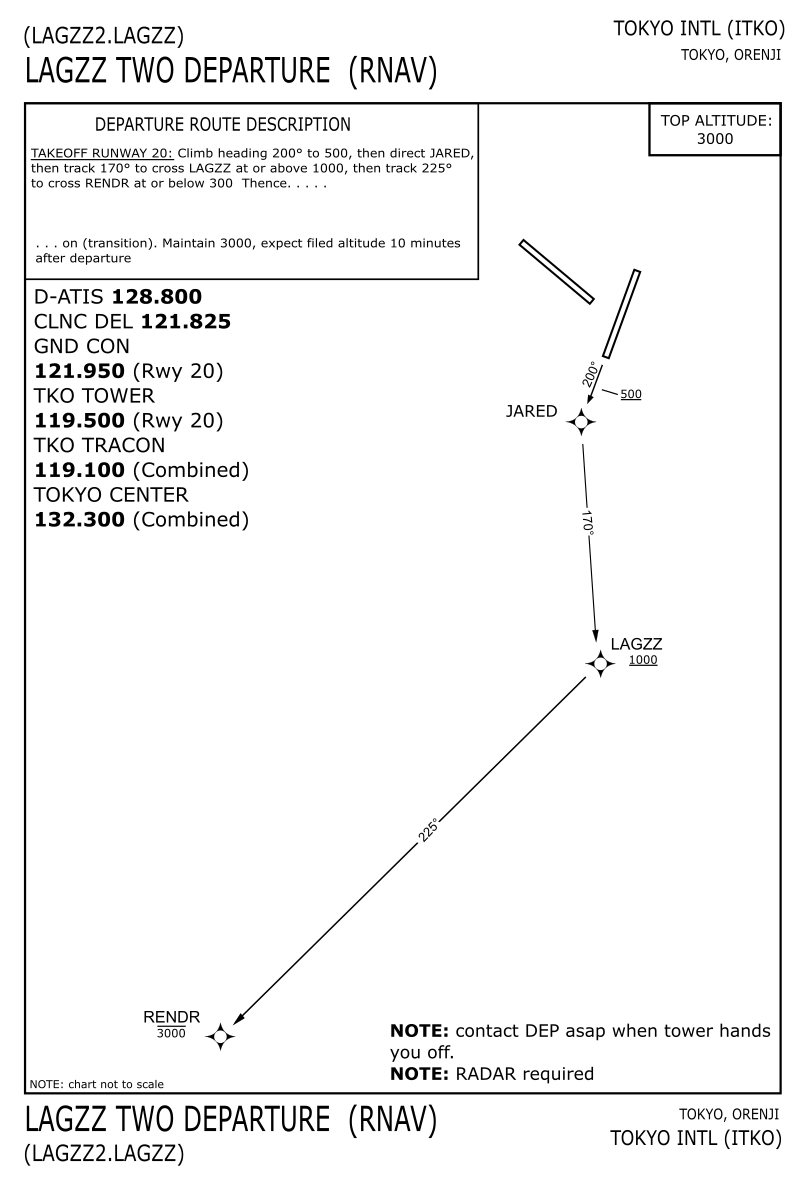 (LAGZZ2.LAGZZ)
LAGZZ TWO DEPARTURE (RNAV)
TOKYO INTL (ITKO)
TOKYO, ORENJI
DEPARTURE ROUTE DESCRIPTION
TAKEOFF RUNWAY 20: Climb heading 200° to 500, then direct JARED,
then track 170° to cross LAGZZ at or above 1000, then track 225°
to cross RENDR at or below 300 Thence. . . . .
. . . on (transition). Maintain 3000, expect filed altitude 10 minutes
after departure
TOP ALTITUDE:
3000
D-ATIS 128.800
CLNC DEL 121.825
GND CON
121.950 (Rwy 20)
TKO TOWER
119.500 (Rwy 20)
TKO TRACON
119.100 (Combined)
TOKYO CENTER
132.300 (Combined)
200°
500
JARED
170°
LAGZZ
1000
225°
RENDR
3000
NOTE: contact DEP asap when tower hands
you off.
NOTE: RADAR required
NOTE: chart not to scale
LAGZZ TWO DEPARTURE (RNAV)
(LAGZZ2.LAGZZ)
TOKYO, ORENJI
TOKYO INTL (ITKO)